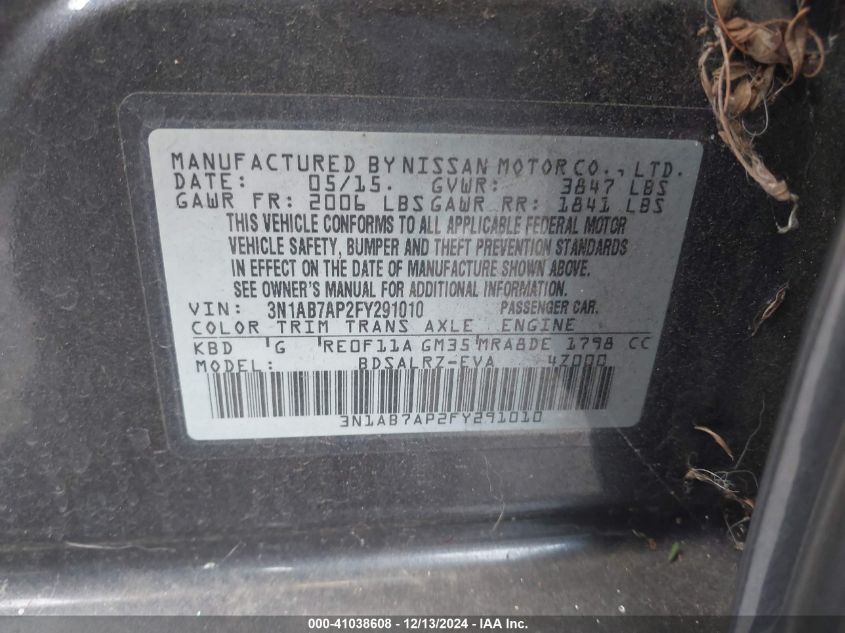 MANUFACTURED BY NISSAN MOTOR CO., LTD.
DATE: 05/15. GVWR: 3847 LBS
GAWR FR: 2006 LBS GAWR RR: 1841 LBS
THIS VEHICLE CONFORMS TO ALL APPLICABLE FEDERAL MOTOR
VEHICLE SAFETY, BUMPER AND THEFT PREVENTION STANDARDS
IN EFFECT ON THE DATE OF MANUFACTURE SHOWN ABOVE.
SEE OWNER'S MANUAL FOR ADDITIONAL INFORMATION.
VIN: 3N1AB7AP2FY291010 PASSENGER CAR.
COLOR TRIM TRANS AXLE ENGINE
KBD G RE0F11A GM35 MRA8DE 1798 CC
MODEL: BDSALRZ-EVA 4Z000
3N1AB7AP2FY291010
000-41038608 - 12/13/2024 - IAA, Inc.